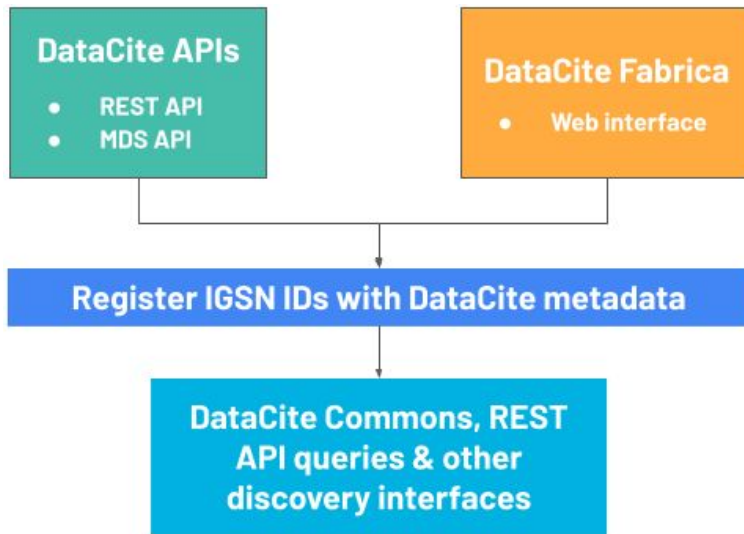 DataCite APIs
● REST API
● MDS API
DataCite Fabrica
● Web interface
Register IGSN IDs with DataCite metadata
DataCite Commons, REST
API queries & other
discovery interfaces